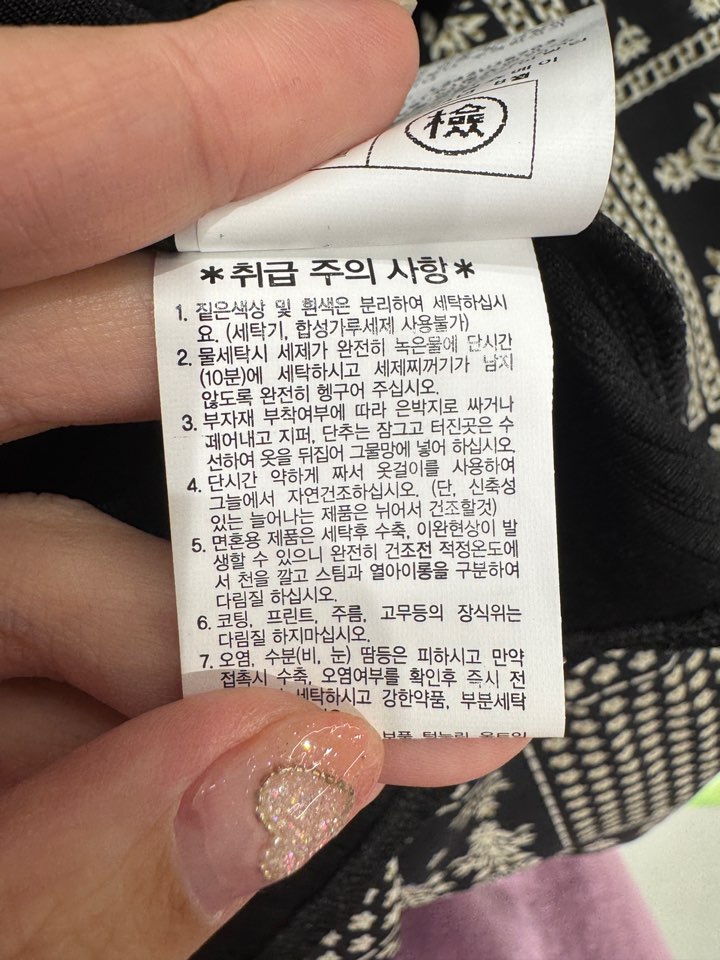 檢
*취급 주의 사항*
1. 짙은색상 및 흰색은 분리하여 세탁하십시
요. (세탁기, 합성가루세제 사용불가)
2. 물세탁시 세제가 완전히 녹은물에 단시간
(10분)에 세탁하시고 세제찌꺼기가 남지
않도록 완전히 헹구어 주십시오.
3. 부자재 부착여부에 따라 은박지로 싸거나
떼어내고 지퍼, 단추는 잠그고 터진곳은 수
선하여 옷을 뒤집어 그물망에 넣어 하십시오.
4. 단시간 약하게 짜서 옷걸이를 사용하여
그늘에서 자연건조하십시오. (단, 신축성
있는 늘어나는 제품은 뉘어서 건조할것)
5. 면혼용 제품은 세탁후 수축, 이완현상이 발
생할 수 있으니 완전히 건조전 적정온도에
서 천을 깔고 스팀과 열아이롱을 구분하여
다림질 하십시오.
6. 코팅, 프린트, 주름, 고무등의 장식위는
다림질 하지마십시오.
7. 오염, 수분(비, 눈) 땀등은 피하시고 만약
접촉시 수축, 오염여부를 확인후 즉시 전
세탁하시고 강한약품, 부분세탁